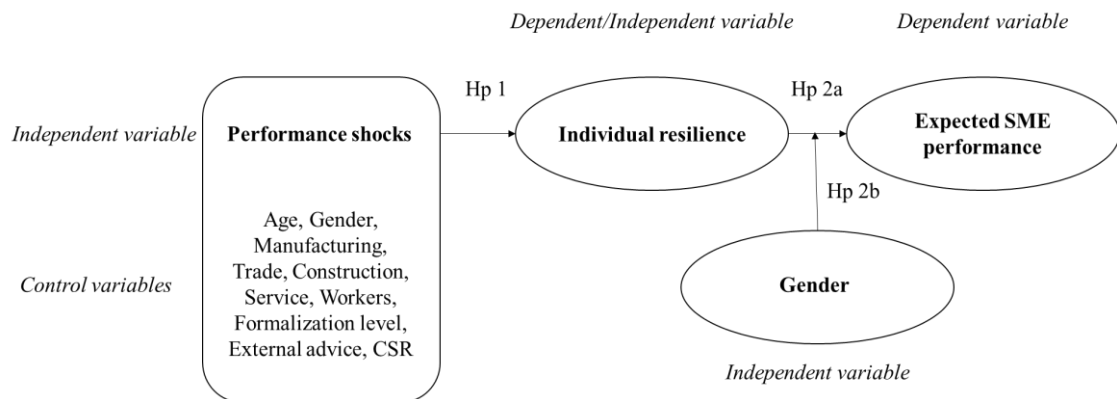 Dependent/Independent variable
Dependent variable
Hp 1
Hp 2a
Independent variable
Performance shocks
Individual resilience
Expected SME
performance
Hp 2b
Age, Gender,
Manufacturing,
Trade, Construction,
Service, Workers,
Formalization level,
External advice, CSR
Control variables
Gender
Independent variable